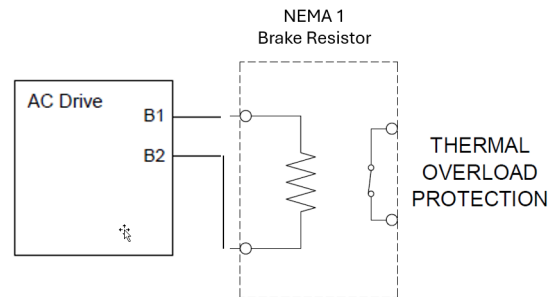 NEMA 1
Brake Resistor
AC Drive
B1
B2
THERMAL
OVERLOAD
PROTECTION